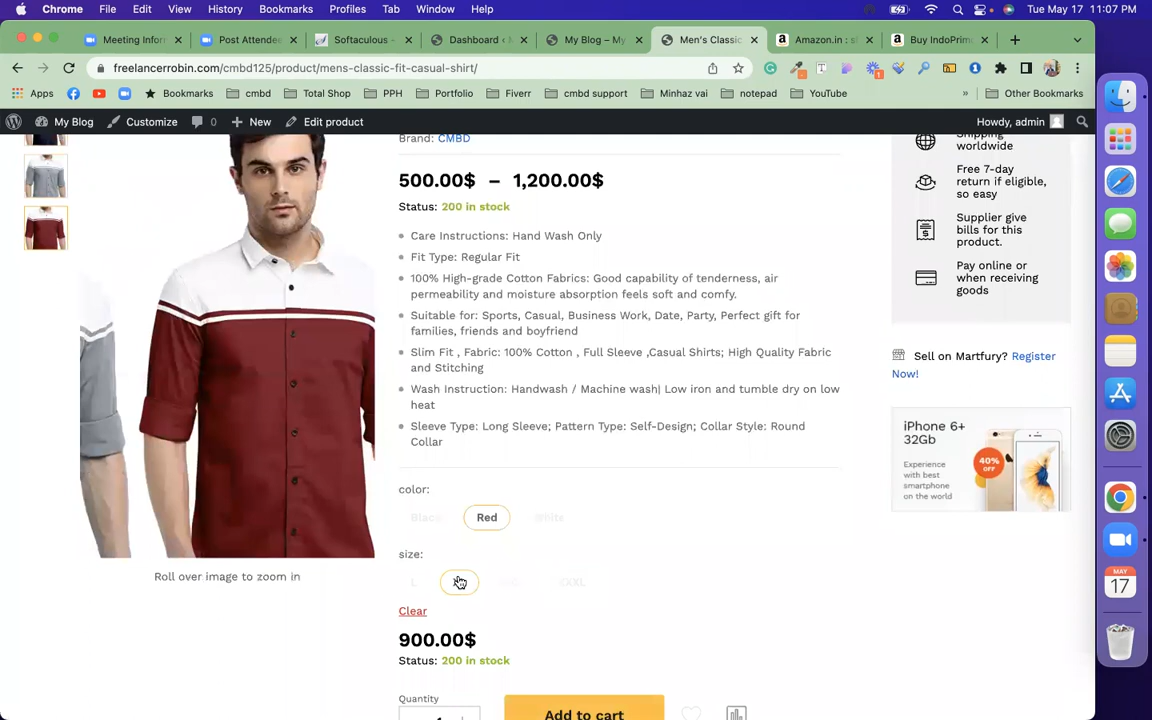 Chrome File Edit View History Bookmarks Profiles Tab Window Help Tue May 17 11:07 PM
Meeting Infor Post Attendee Softaculous - Dashboard ‹ M My Blog – My Men's Classic Amazon.in : sh Buy IndoPrim
freelancerrobin.com/cmbd125/product/mens-classic-fit-casual-shirt/
Apps Bookmarks cmbd Total Shop PPH Portfolio Fiverr cmbd support Minhaz vai notepad YouTube » Other Bookmarks
My Blog Customize 0 New Edit product Howdy, admin
Brand: CMBD
500.00$ – 1,200.00$
Status: 200 in stock
Care Instructions: Hand Wash Only
Fit Type: Regular Fit
100% High-grade Cotton Fabrics: Good capability of tenderness, air
permeability and moisture absorption feels soft and comfy.
Suitable for: Sports, Casual, Business Work, Date, Party, Perfect gift for
families, friends and boyfriend
Slim Fit , Fabric: 100% Cotton , Full Sleeve ,Casual Shirts; High Quality Fabric
and Stitching
Wash Instruction: Handwash / Machine wash| Low iron and tumble dry on low
heat
Sleeve Type: Long Sleeve; Pattern Type: Self-Design; Collar Style: Round
Collar
color:
Black Red White
size:
L
Clear
900.00$
Status: 200 in stock
Quantity
Add to cart
Roll over image to zoom in
Shipping
worldwide
Free 7-day
return if eligible,
so easy
Supplier give
bills for this
product.
Pay online or
when receiving
goods
Sell on Martfury? Register
Now!
iPhone 6+
32Gb
40%
OFF
Experience
with best
smartphone
on the world
MAY
17